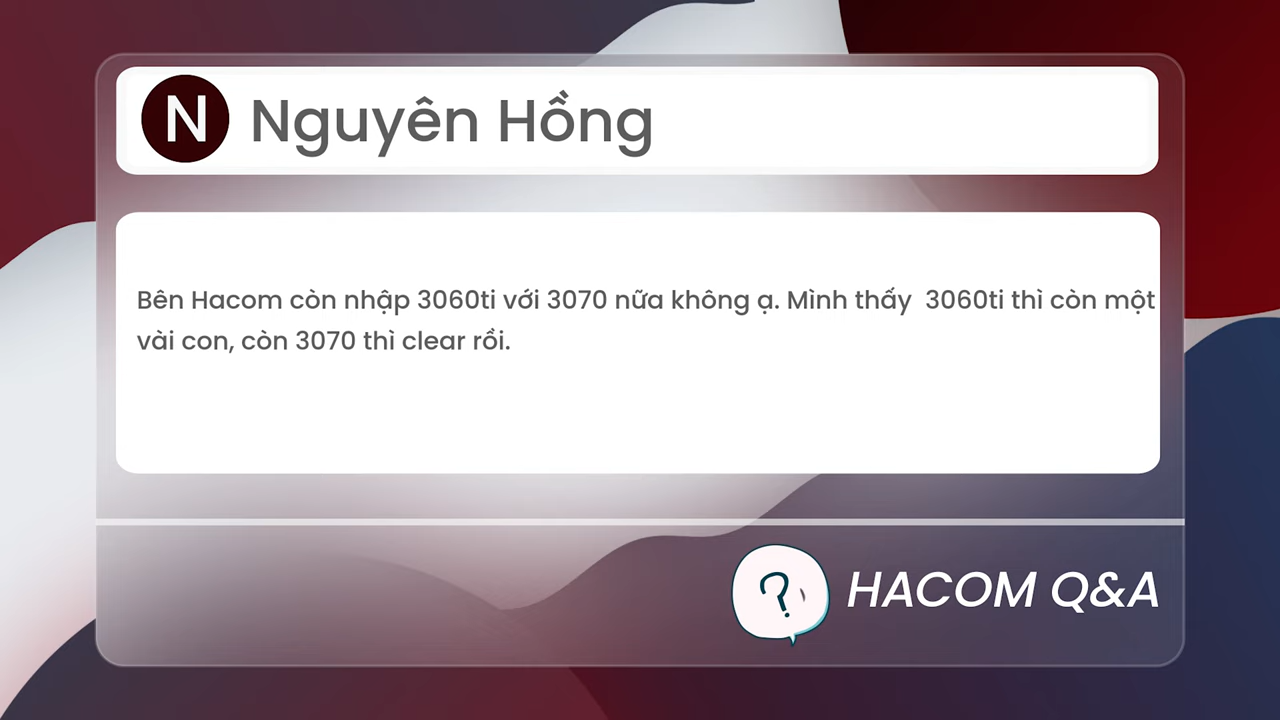 N
Nguyên Hồng
Bên Hacom còn nhập 3060ti với 3070 nữa không ạ. Mình thấy  3060ti thì còn một
vài con, còn 3070 thì clear rồi.
?
HACOM Q&A